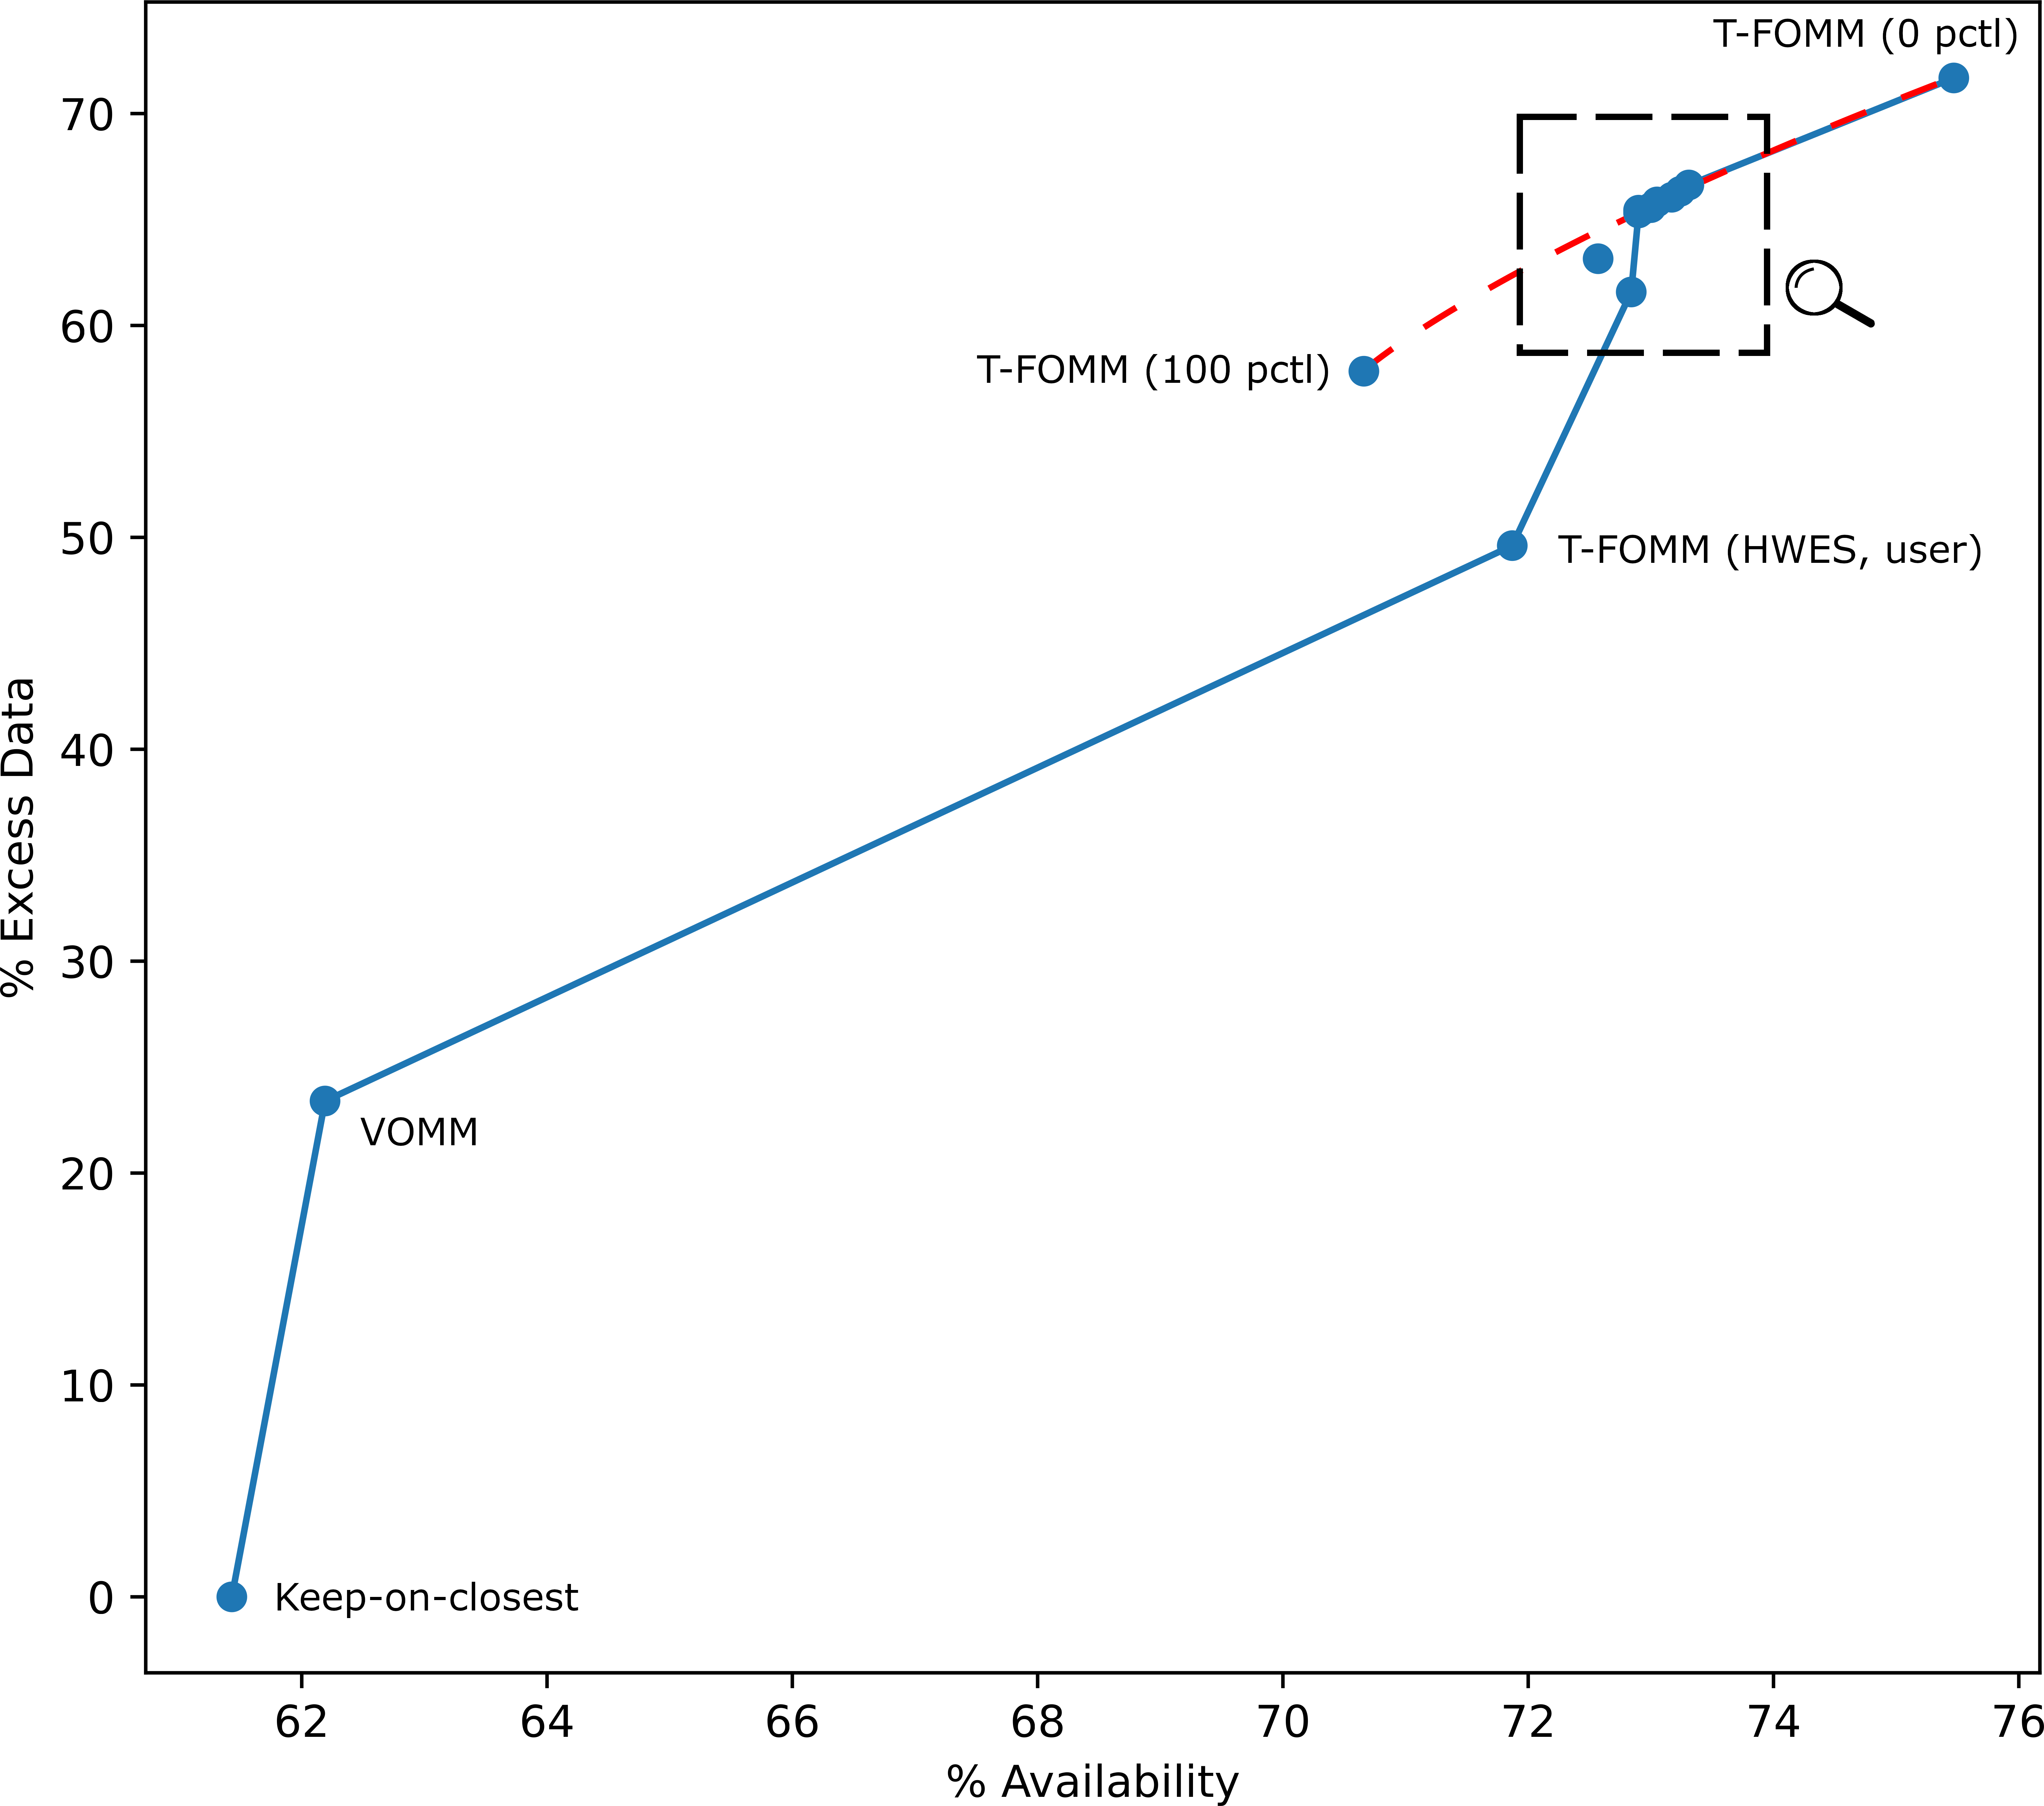 T-FOMM (0 pctl)
70
60
T-FOMM (100 pctl)
50
T-FOMM (HWES, user)
% Excess Data
40
30
VOMM
20
10
0
Keep-on-closest
62 64 66 68 70 72 74 76
% Availability